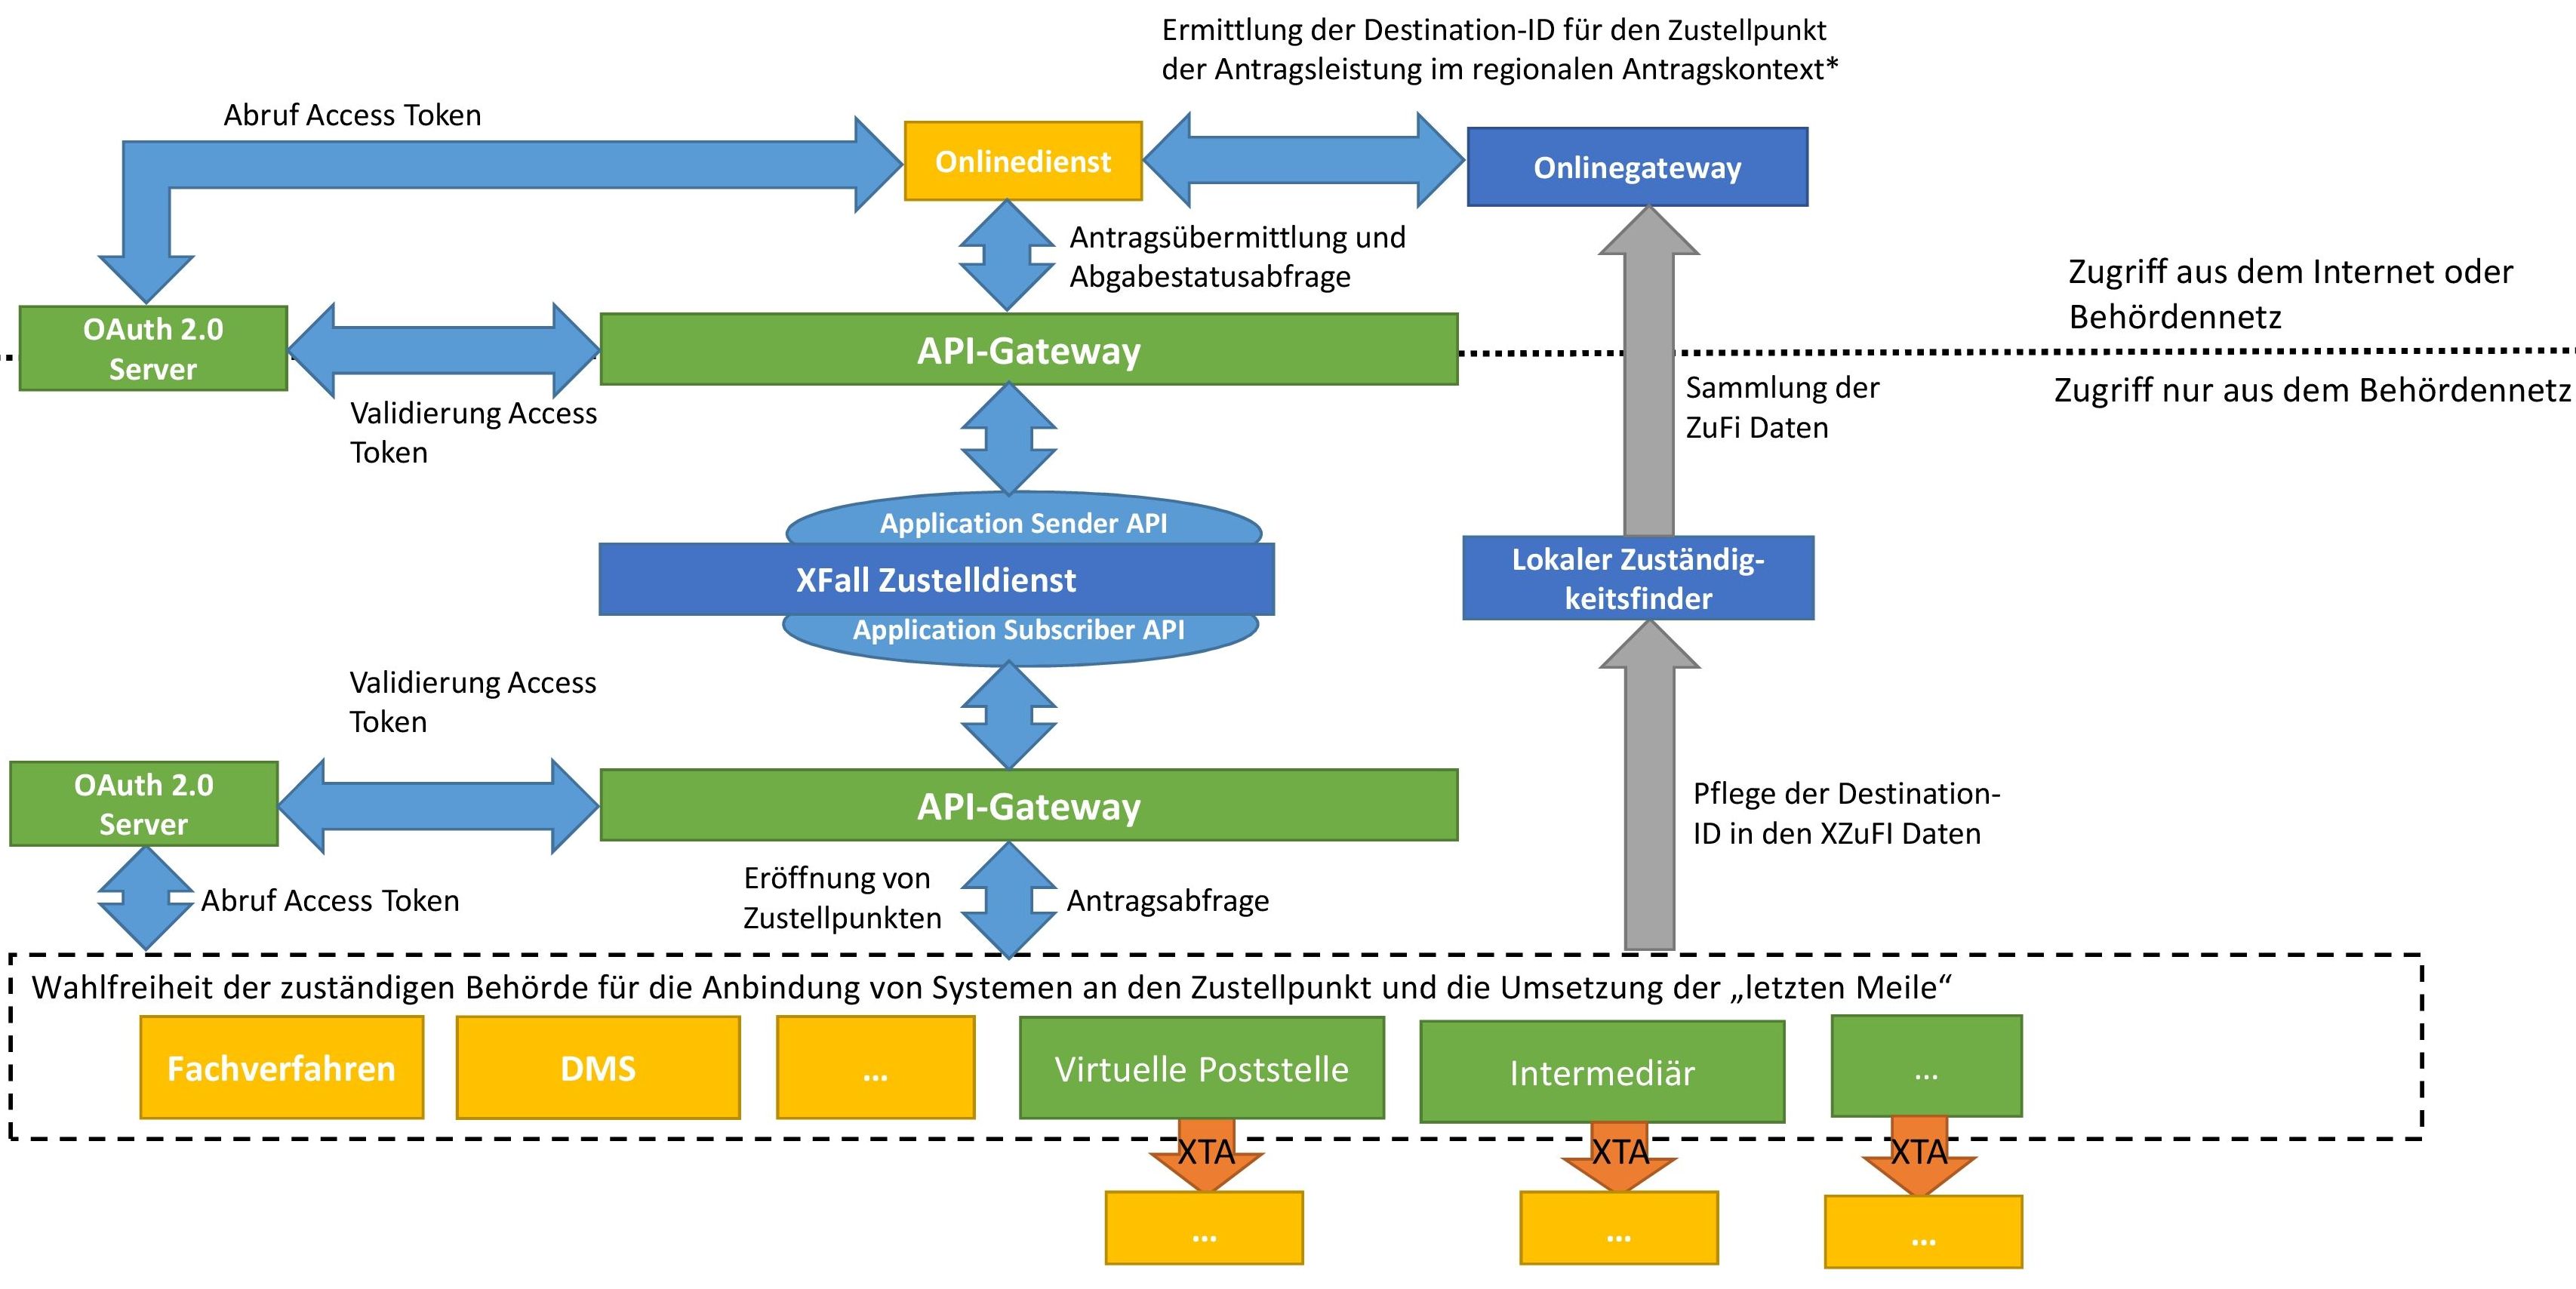 Ermittlung der Destination-ID für den Zustellpunkt
der Antragsleistung im regionalen Antragskontext*
Abruf Access Token
Onlinedienst
Onlinegateway
Antragsübermittlung und
Abgabestatusabfrage
Zugriff aus dem Internet oder
Behördennetz
OAuth 2.0
Server
API-Gateway
Zugriff nur aus dem Behördennetz
Validierung Access
Token
Sammlung der
ZuFi Daten
Application Sender API
XFall Zustelldienst
Application Subscriber API
Lokaler Zuständig-
keitsfinder
Validierung Access
Token
OAuth 2.0
Server
API-Gateway
Pflege der Destination-
ID in den XZuFI Daten
Abruf Access Token
Eröffnung von
Zustellpunkten
Antragsabfrage
Wahlfreiheit der zuständigen Behörde für die Anbindung von Systemen an den Zustellpunkt und die Umsetzung der „letzten Meile“
Fachverfahren
DMS
...
Virtuelle Poststelle
Intermediär
...
XTA
XTA
XTA
...
...
...